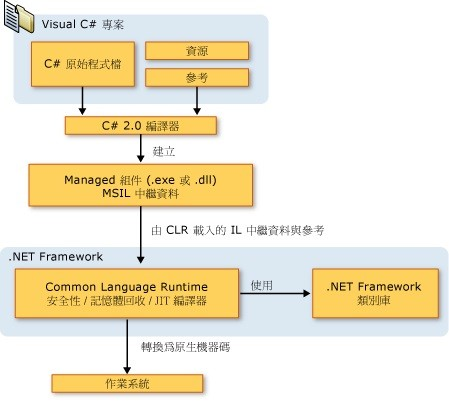 Visual C# 專案
C# 原始程式檔
資源
參考
C# 2.0 編譯器
建立
Managed 組件 (.exe 或 .dll)
MSIL 中繼資料
由 CLR 載入的 IL 中繼資料與參考
.NET Framework
Common Language Runtime
安全性 / 記憶體回收 / JIT 編譯器
使用
.NET Framework
類別庫
轉換為原生機器碼
作業系統